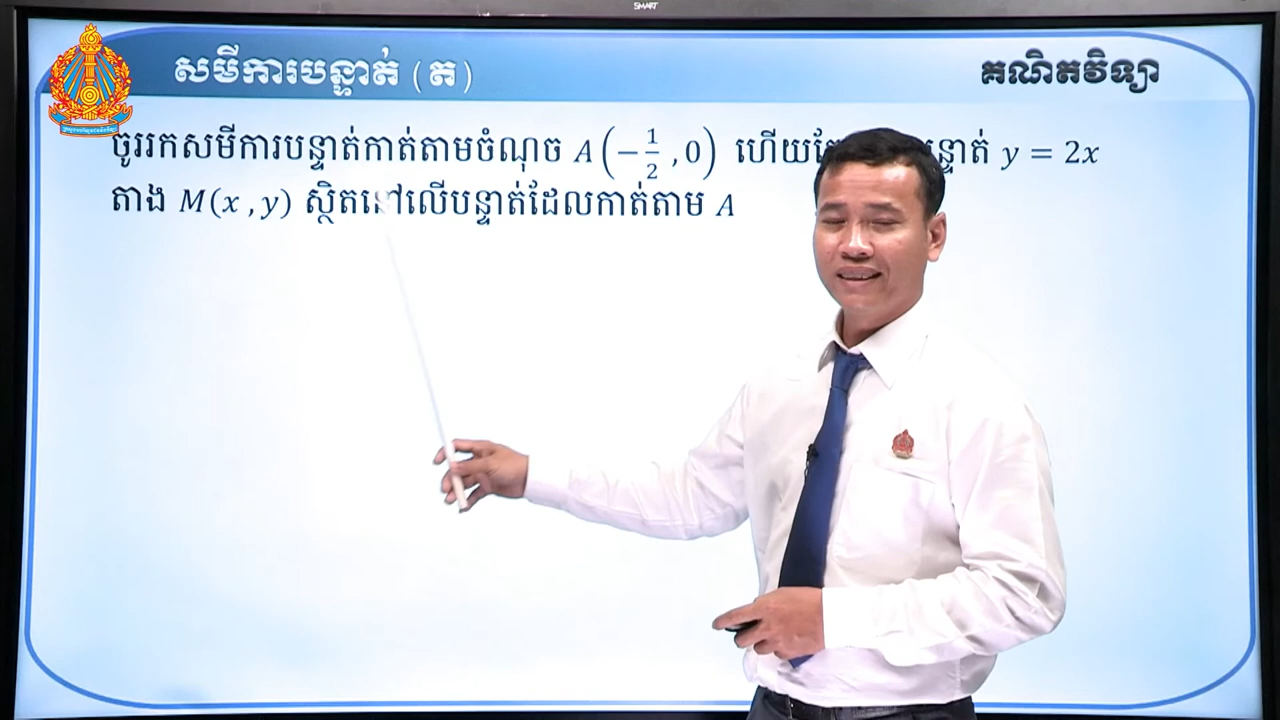 SMART
សមីការបន្ទាត់ (ត)
គណិតវិទ្យា
ចូររកសមីការបន្ទាត់កាត់តាមចំណុច A(−1/2 , 0) ហើយ y = 2x
តាង M(x , y) ស្ថិតនៅលើបន្ទាត់ដែលកាត់តាម A